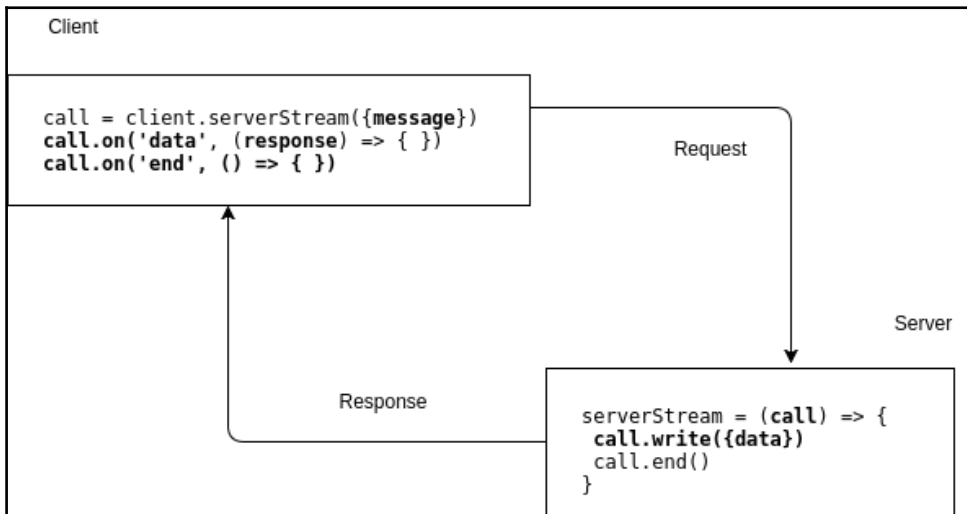 Client
call = client.serverStream({message})
call.on('data', (response) => { })
call.on('end', () => { })
Request
Server
Response
serverStream = (call) => {
call.write({data})
call.end()
}